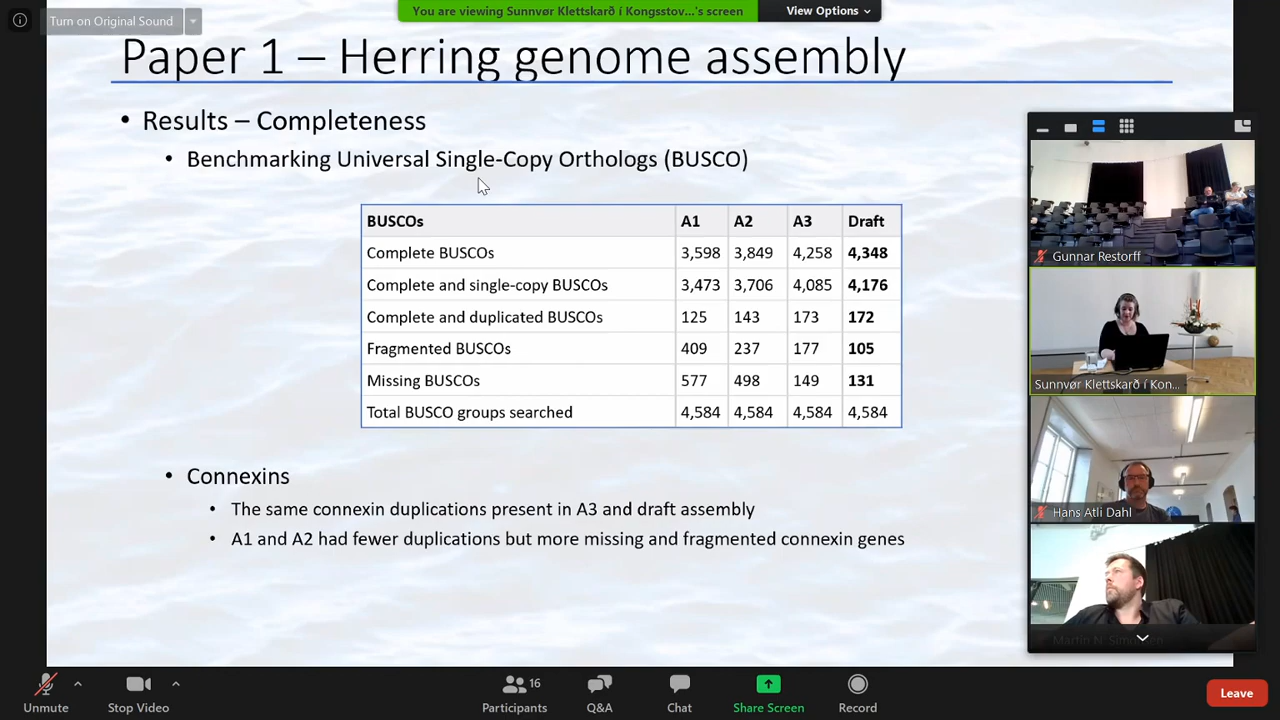 Turn on Original Sound
You are viewing Sunnvør Klettskarð í Kongsstov...'s screen
View Options
Paper 1 – Herring genome assembly
• Results – Completeness
• Benchmarking Universal Single-Copy Orthologs (BUSCO)
BUSCOs A1 A2 A3 Draft
Complete BUSCOs 3,598 3,849 4,258 4,348
Complete and single-copy BUSCOs 3,473 3,706 4,085 4,176
Complete and duplicated BUSCOs 125 143 173 172
Fragmented BUSCOs 409 237 177 105
Missing BUSCOs 577 498 149 131
Total BUSCO groups searched 4,584 4,584 4,584 4,584
• Connexins
• The same connexin duplications present in A3 and draft assembly
• A1 and A2 had fewer duplications but more missing and fragmented connexin genes
Gunnar Restorff
Sunnvør Klettskarð í Kon...
Hans Atli Dahl
Unmute
Stop Video
16
Participants
Q&A
Chat
Share Screen
Record
Leave